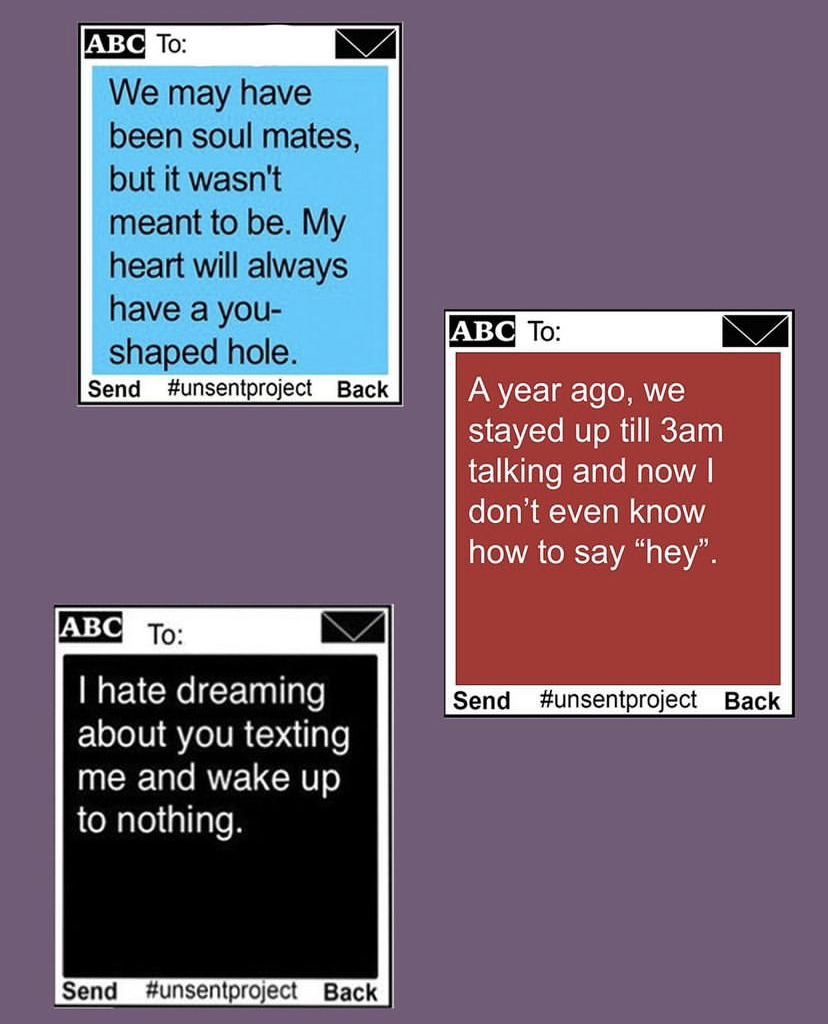 ABC To:
We may have
been soul mates,
but it wasn't
meant to be. My
heart will always
have a you-
shaped hole.
Send #unsentproject Back
ABC To:
A year ago, we
stayed up till 3am
talking and now I
don’t even know
how to say “hey”.
Send #unsentproject Back
ABC To:
I hate dreaming
about you texting
me and wake up
to nothing.
Send #unsentproject Back